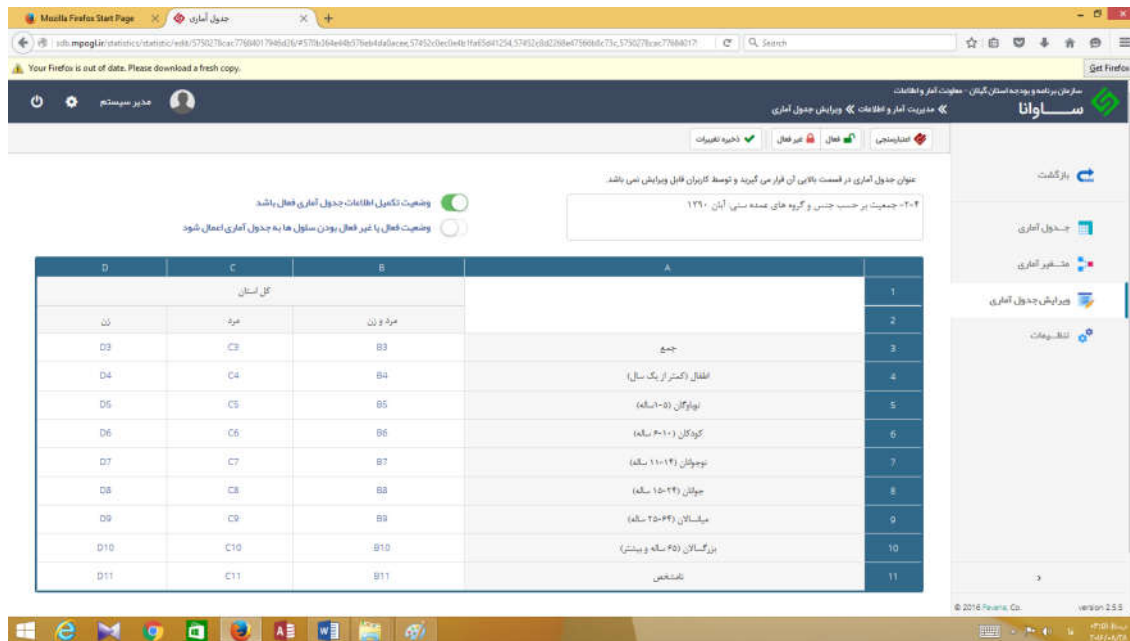 Mozilla Firefox Start Page
جدول آماری
Search
Your Firefox is out of date. Please download a fresh copy.
Get Firefox
سازمان برنامه و بودجه استان گیلان - معاونت آمار و اطلاعات
ســـاوانا
مدیریت آمار و اطلاعات » ویرایش جدول آماری
مدیر سیستم
اعتبارسنجی
فعال
غیر فعال
ذخیره تغییرات
بازگشت
جــدول آماری
متــغیر آماری
ویرایش جدول آماری
تنظــیمات
عنوان جدول آماری در قسمت بالایی آن قرار می گیرید و توسط کاربران قابل ویرایش نمی باشد.
۲-۴- جمعیت بر حسب جنس و گروه های عمده سنی: آبان ۱۳۹۰
وضعیت تکمیل اطلاعات جدول آماری فعال باشد
وضعیت فعال یا غیر فعال بودن سلول ها به جدول آماری اعمال شود
A B C D
1 کل استان
2 مرد و زن مرد زن
3 جمع B3 C3 D3
4 اطفال (کمتر از یک سال) B4 C4 D4
5 نوباوگان (۵-۱ساله) B5 C5 D5
6 کودکان (۱۰-۶ ساله) B6 C6 D6
7 نوجوانان (۱۴-۱۱ ساله) B7 C7 D7
8 جوانان (۲۴-۱۵ ساله) B8 C8 D8
9 میانسالان (۶۴-۲۵ ساله) B9 C9 D9
10 بزرگسالان (۶۵ ساله و بیشتر) B10 C10 D10
11 نامشخص B11 C11 D11
© 2016 Pevana, Co.
version 2.5.5